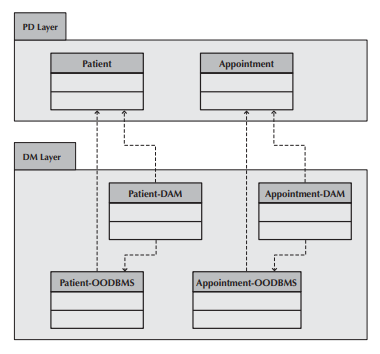 PD Layer
Patient
Appointment
DM Layer
Patient-DAM
Appointment-DAM
Patient-OODBMS
Appointment-OODBMS